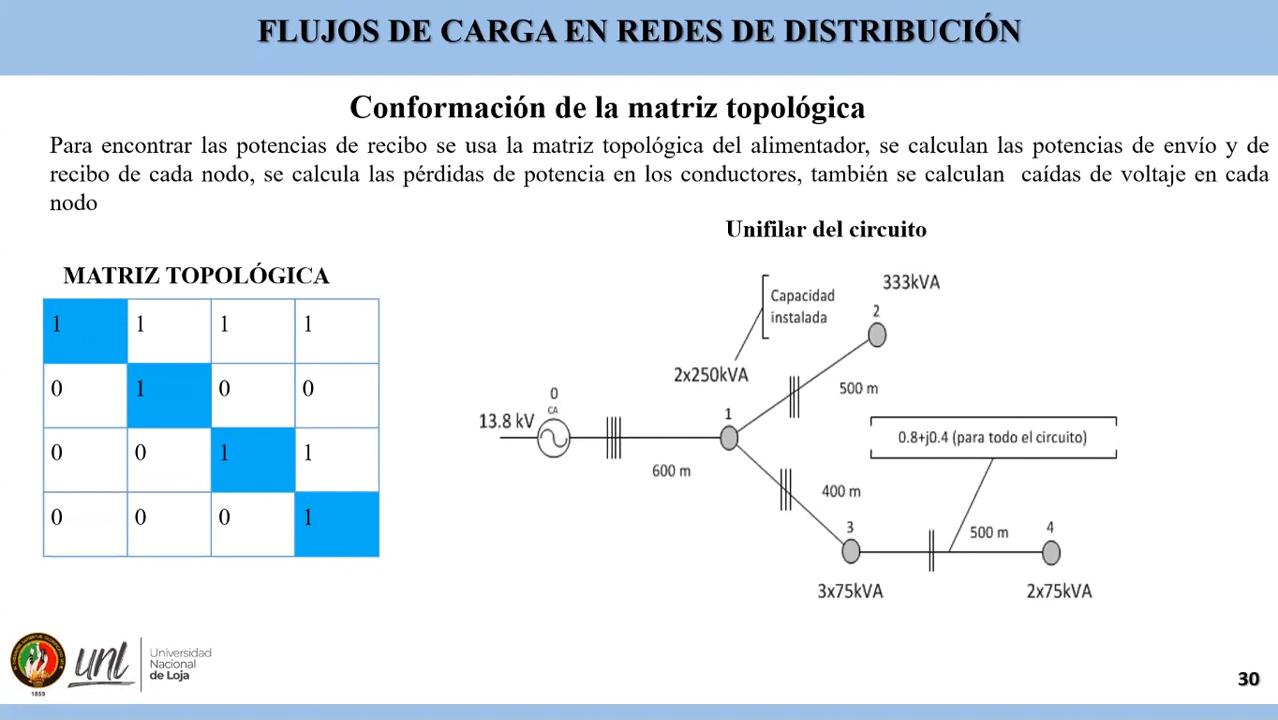 FLUJOS DE CARGA EN REDES DE DISTRIBUCIÓN
Conformación de la matriz topológica
Para encontrar las potencias de recibo se usa la matriz topológica del alimentador, se calculan las potencias de envío y de
recibo de cada nodo, se calcula las pérdidas de potencia en los conductores, también se calculan caídas de voltaje en cada
nodo
Unifilar del circuito
MATRIZ TOPOLÓGICA
1 1 1 1
0 1 0 0
0 0 1 1
0 0 0 1
333kVA
Capacidad
instalada
2
2x250kVA
500 m
0
CA
13.8 kV
1
0.8+j0.4 (para todo el circuito)
600 m
400 m
3
500 m
4
3x75kVA
2x75kVA
unl
Universidad
Nacional
de Loja
1859
30